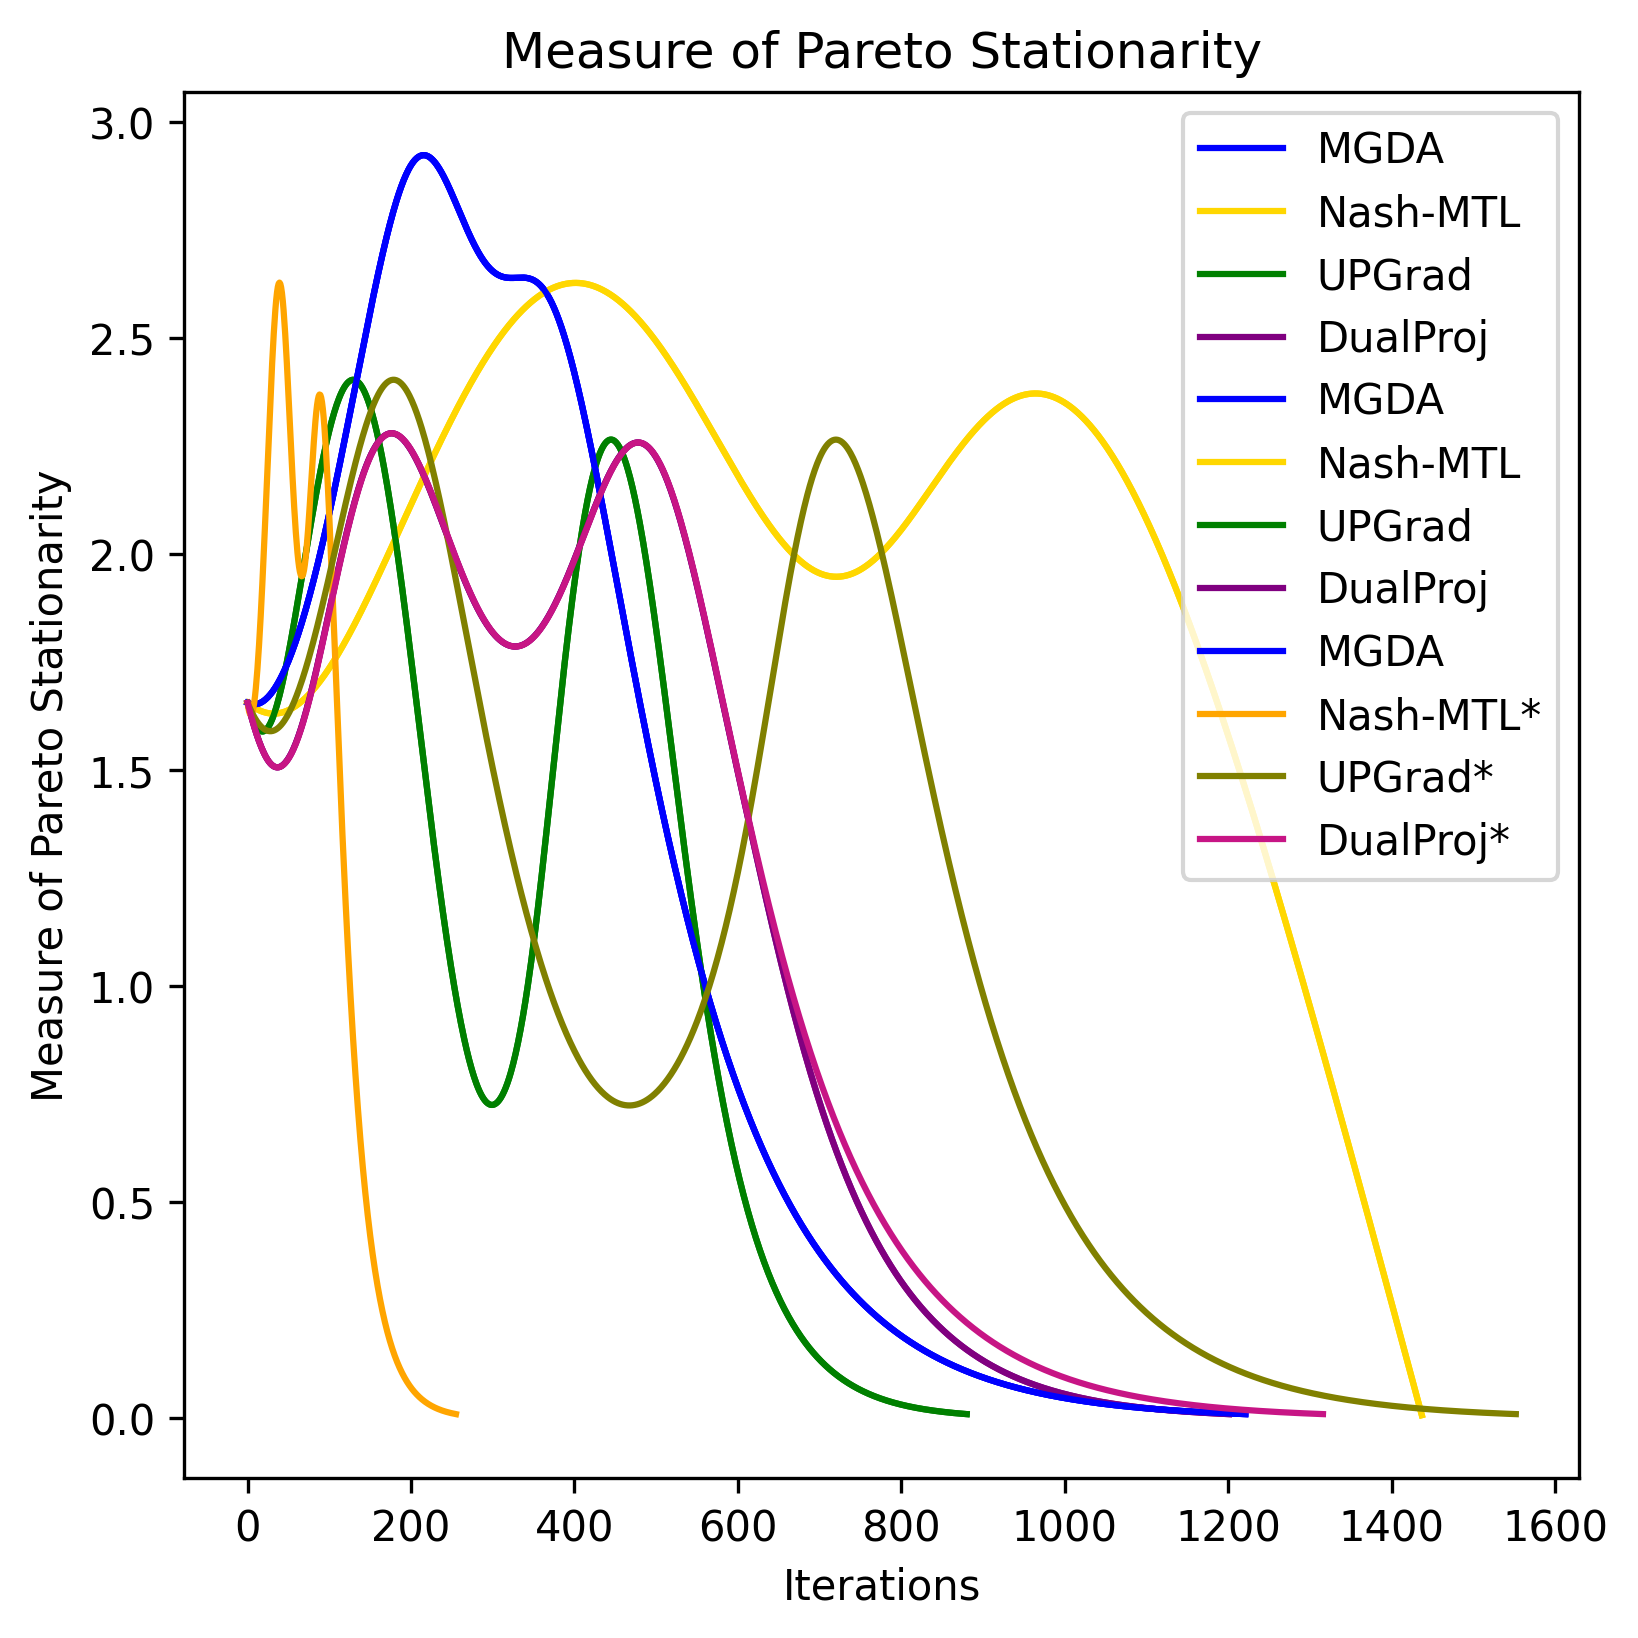 Measure of Pareto Stationarity
Measure of Pareto Stationarity
3.0
2.5
2.0
1.5
1.0
0.5
0.0
MGDA
Nash-MTL
UPGrad
DualProj
MGDA
Nash-MTL
UPGrad
DualProj
MGDA
Nash-MTL*
UPGrad*
DualProj*
0 200 400 600 800 1000 1200 1400 1600
Iterations